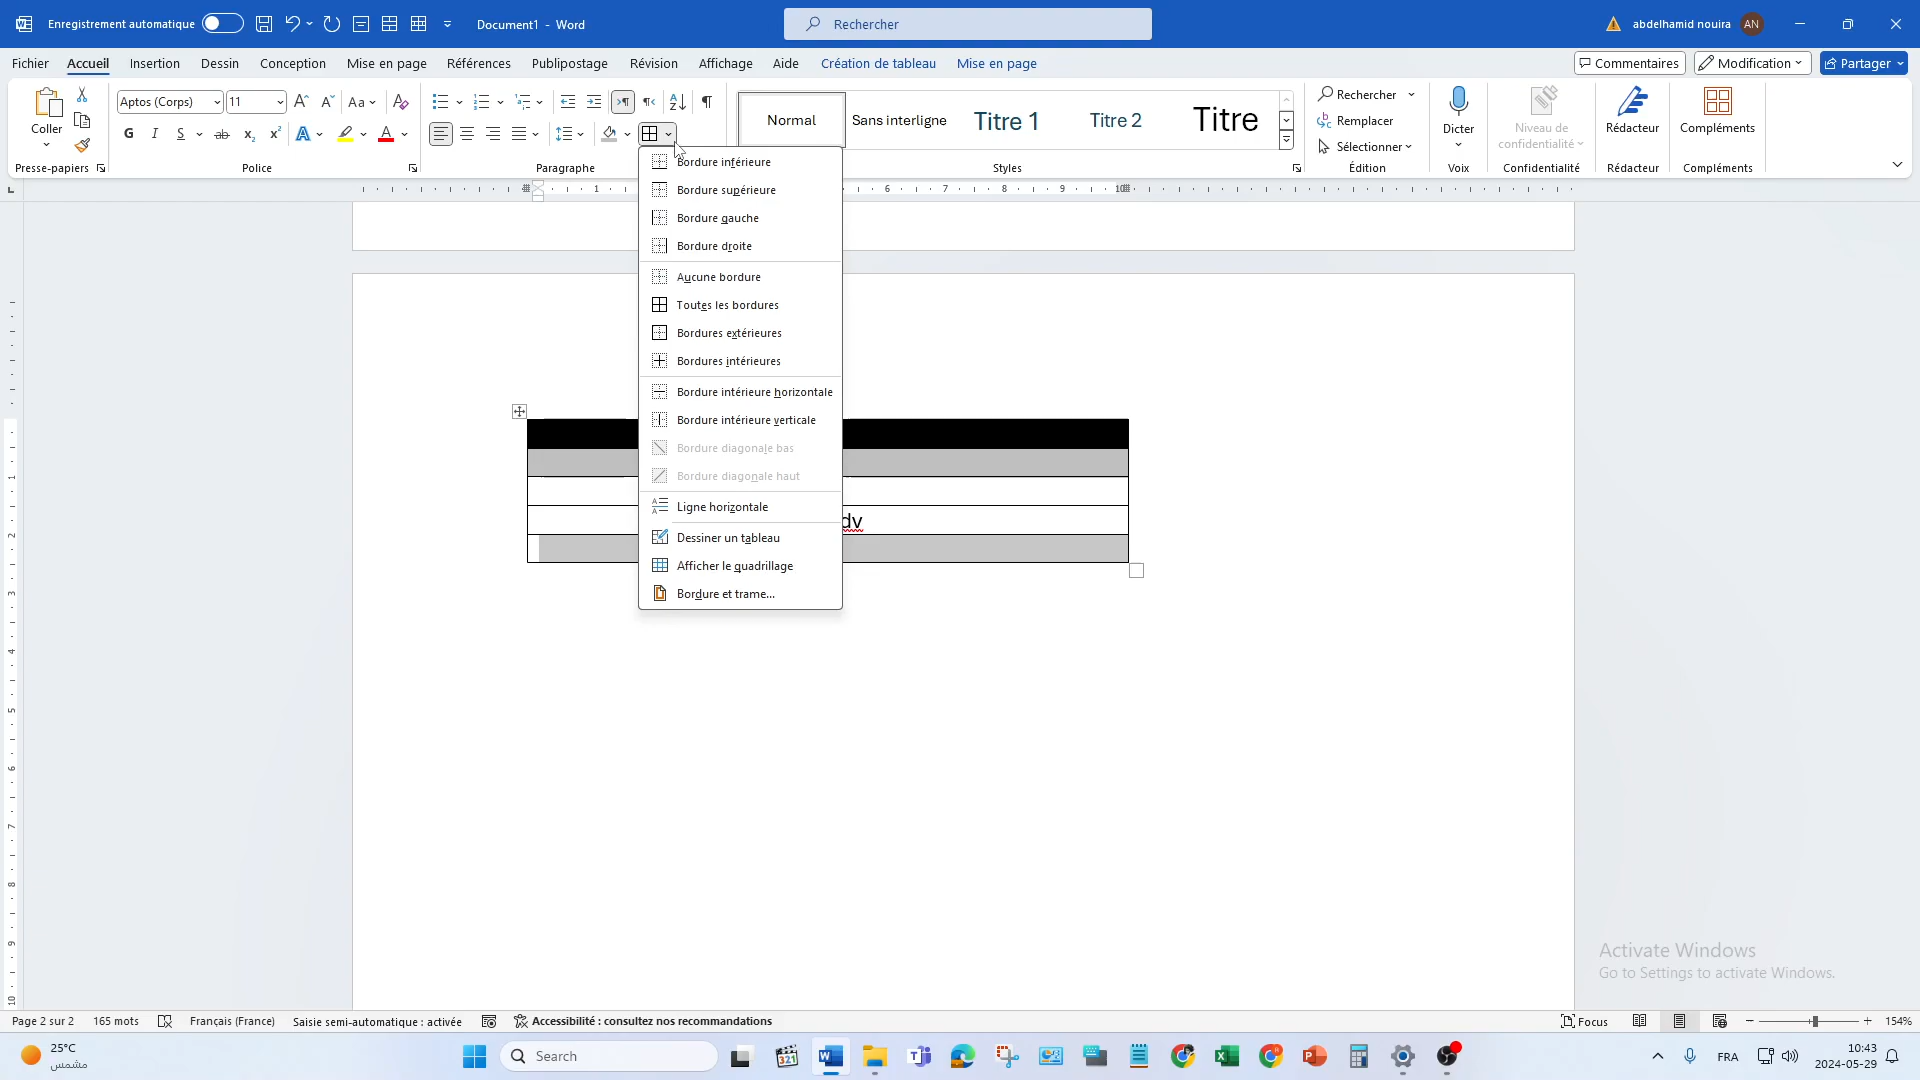 Enregistrement automatique
Document1 - Word
Rechercher
abdelhamid nouira
AN
Fichier
Accueil
Insertion
Dessin
Conception
Mise en page
Références
Publipostage
Révision
Affichage
Aide
Création de tableau
Mise en page
Commentaires
Modification
Partager
Coller
Presse-papiers
Aptos (Corps)
11
Aa
G
I
S
ab
Police
Paragraphe
Normal
Sans interligne
Titre 1
Titre 2
Titre
Styles
Rechercher
Remplacer
Sélectionner
Édition
Dicter
Voix
Niveau de
confidentialité
Confidentialité
Rédacteur
Rédacteur
Compléments
Compléments
Bordure inférieure
Bordure supérieure
Bordure gauche
Bordure droite
Aucune bordure
Toutes les bordures
Bordures extérieures
Bordures intérieures
Bordure intérieure horizontale
Bordure intérieure verticale
Bordure diagonale bas
Bordure diagonale haut
Ligne horizontale
Dessiner un tableau
Afficher le quadrillage
Bordure et trame...
dv
Activate Windows
Go to Settings to activate Windows.
Page 2 sur 2
165 mots
Français (France)
Saisie semi-automatique : activée
Accessibilité : consultez nos recommandations
Focus
154%
25°C
مشمس
Search
FRA
10:43
2024-05-29